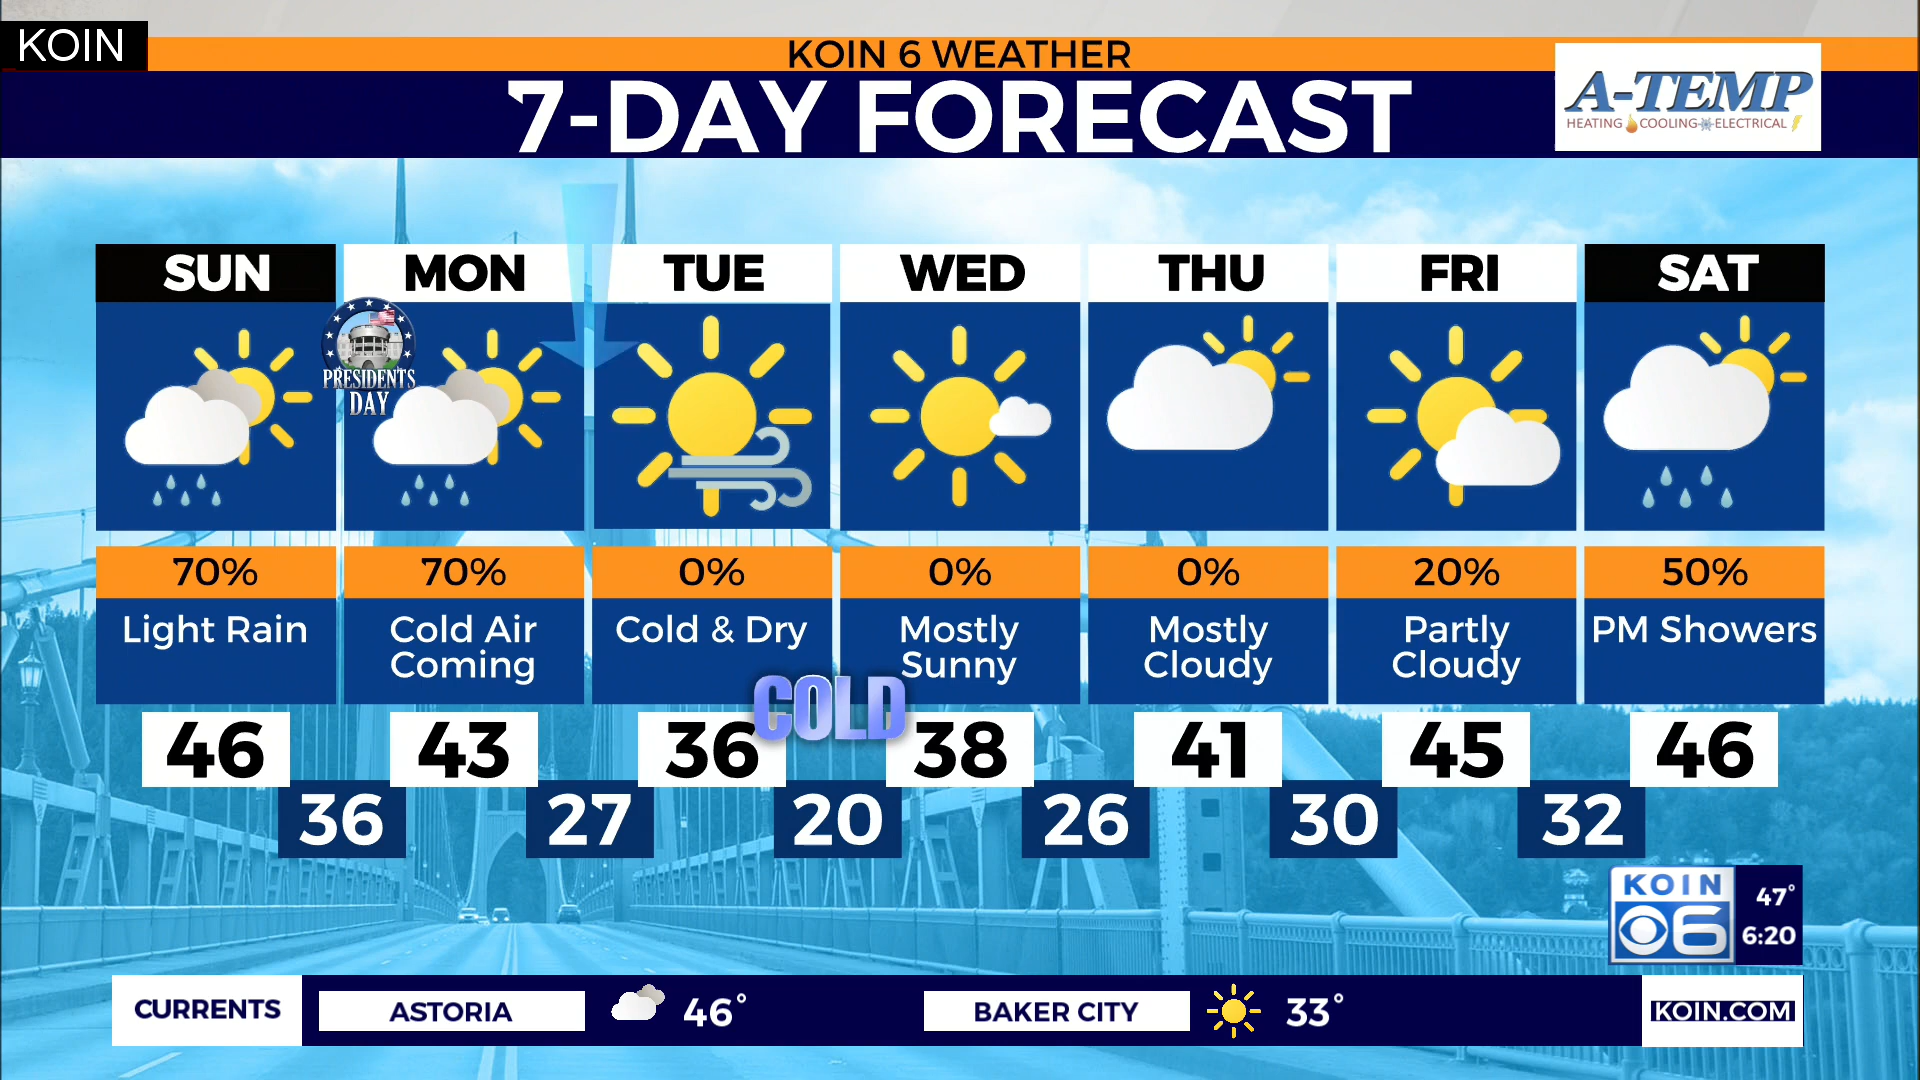 KOIN
KOIN 6 WEATHER
7-DAY FORECAST
A-TEMP
HEATING COOLING ELECTRICAL
SUN MON TUE WED THU FRI SAT
PRESIDENTS
DAY
70% 70% 0% 0% 0% 20% 50%
Light Rain
Cold Air
Coming
Cold & Dry
Mostly
Sunny
Mostly
Cloudy
Partly
Cloudy
PM Showers
COLD
46 43 36 38 41 45 46
36 27 20 26 30 32
KOIN
6
47°
6:20
CURRENTS ASTORIA 46° BAKER CITY 33° KOIN.COM